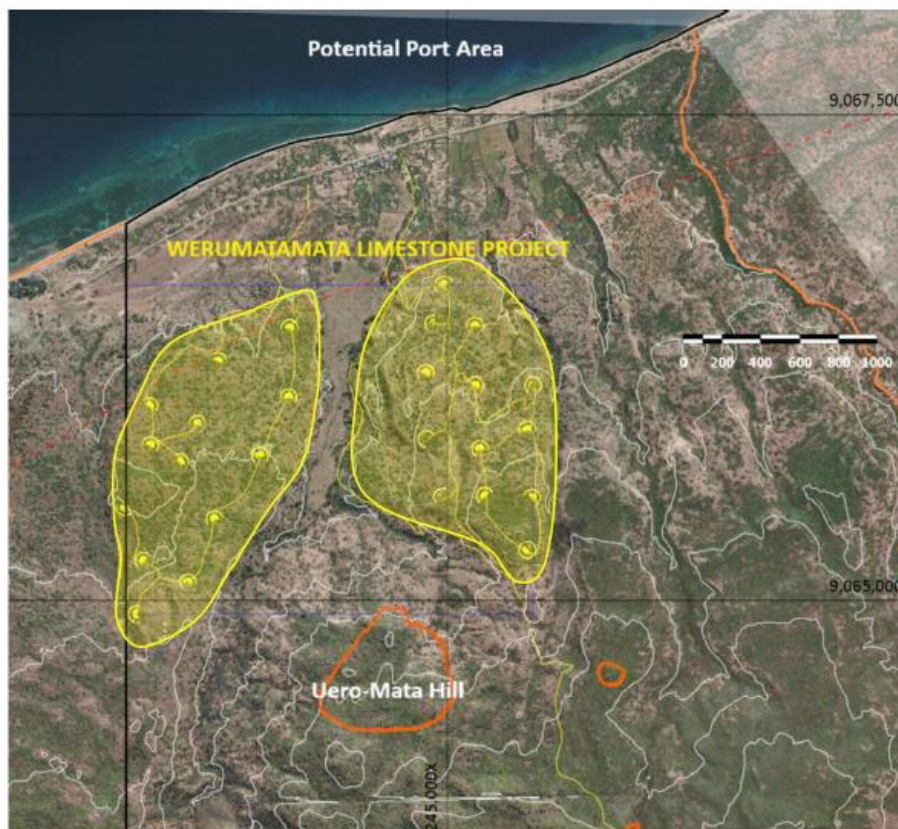 Potential Port Area
9,067,500
WERUMATAMATA LIMESTONE PROJECT
0 200 400 600 800 1000
9,065,000
Uero-Mata Hill
245,000X